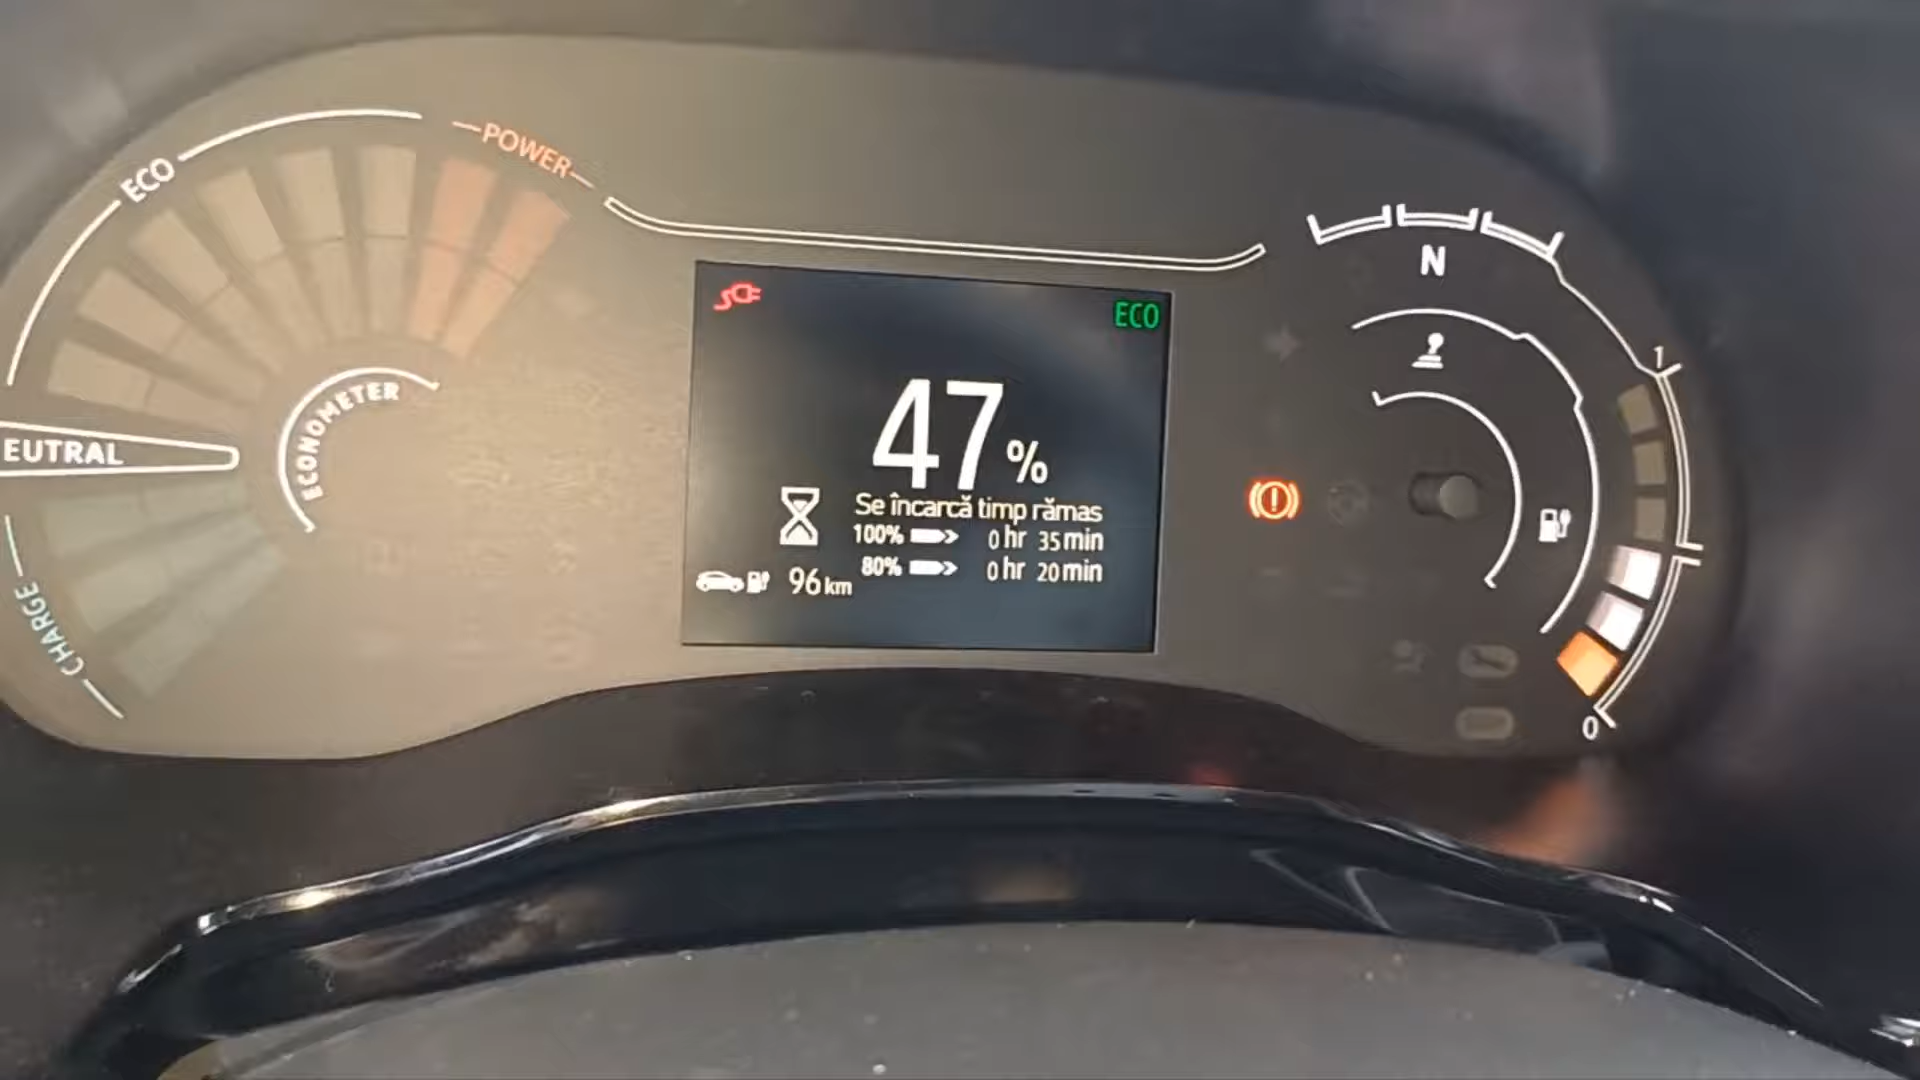 POWER
ECO
ECONOMETER
EUTRAL
CHARGE
ECO
47%
Se încarcă timp rămas
100% 0 hr 35 min
80% 0 hr 20 min
96 km
N
1
0